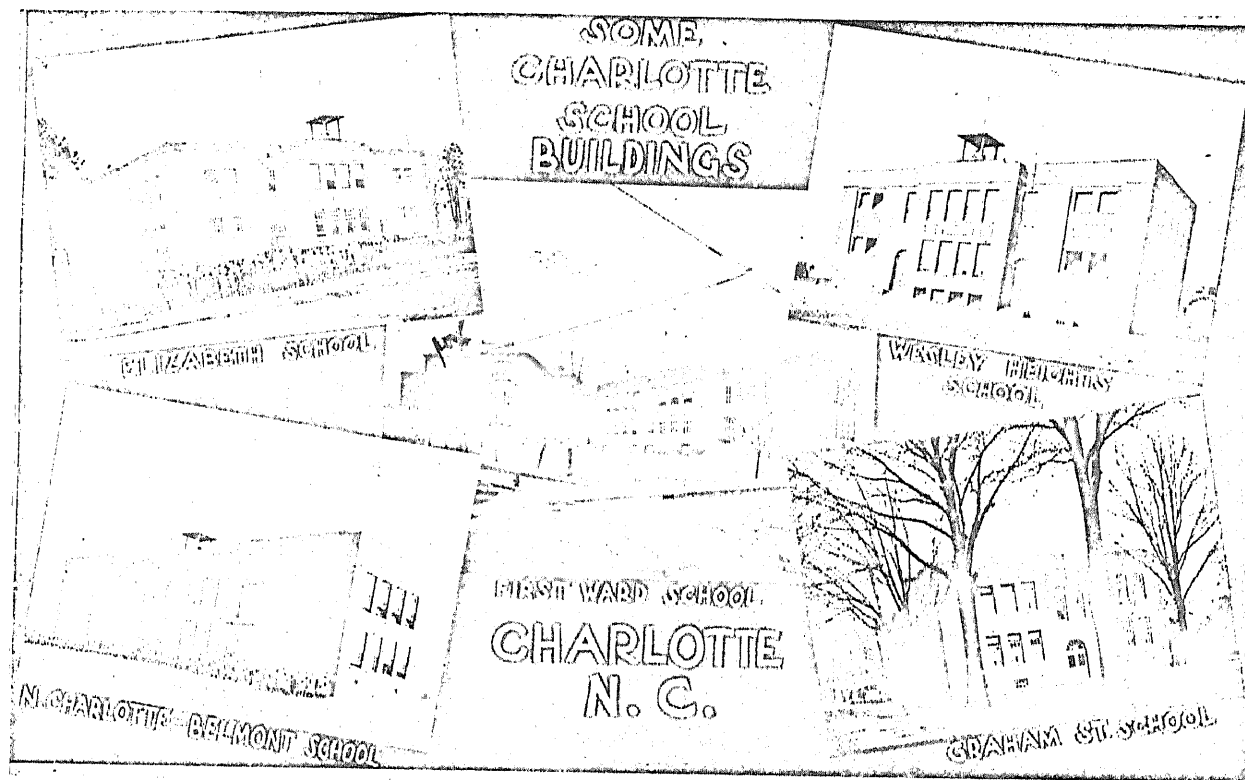 SOME
CHARLOTTE
SCHOOL
BUILDINGS
ELIZABETH SCHOOL
WESLEY HEIGHTS
SCHOOL
FIRST WARD SCHOOL
CHARLOTTE
N. C.
N. CHARLOTTE-BELMONT SCHOOL
GRAHAM ST. SCHOOL